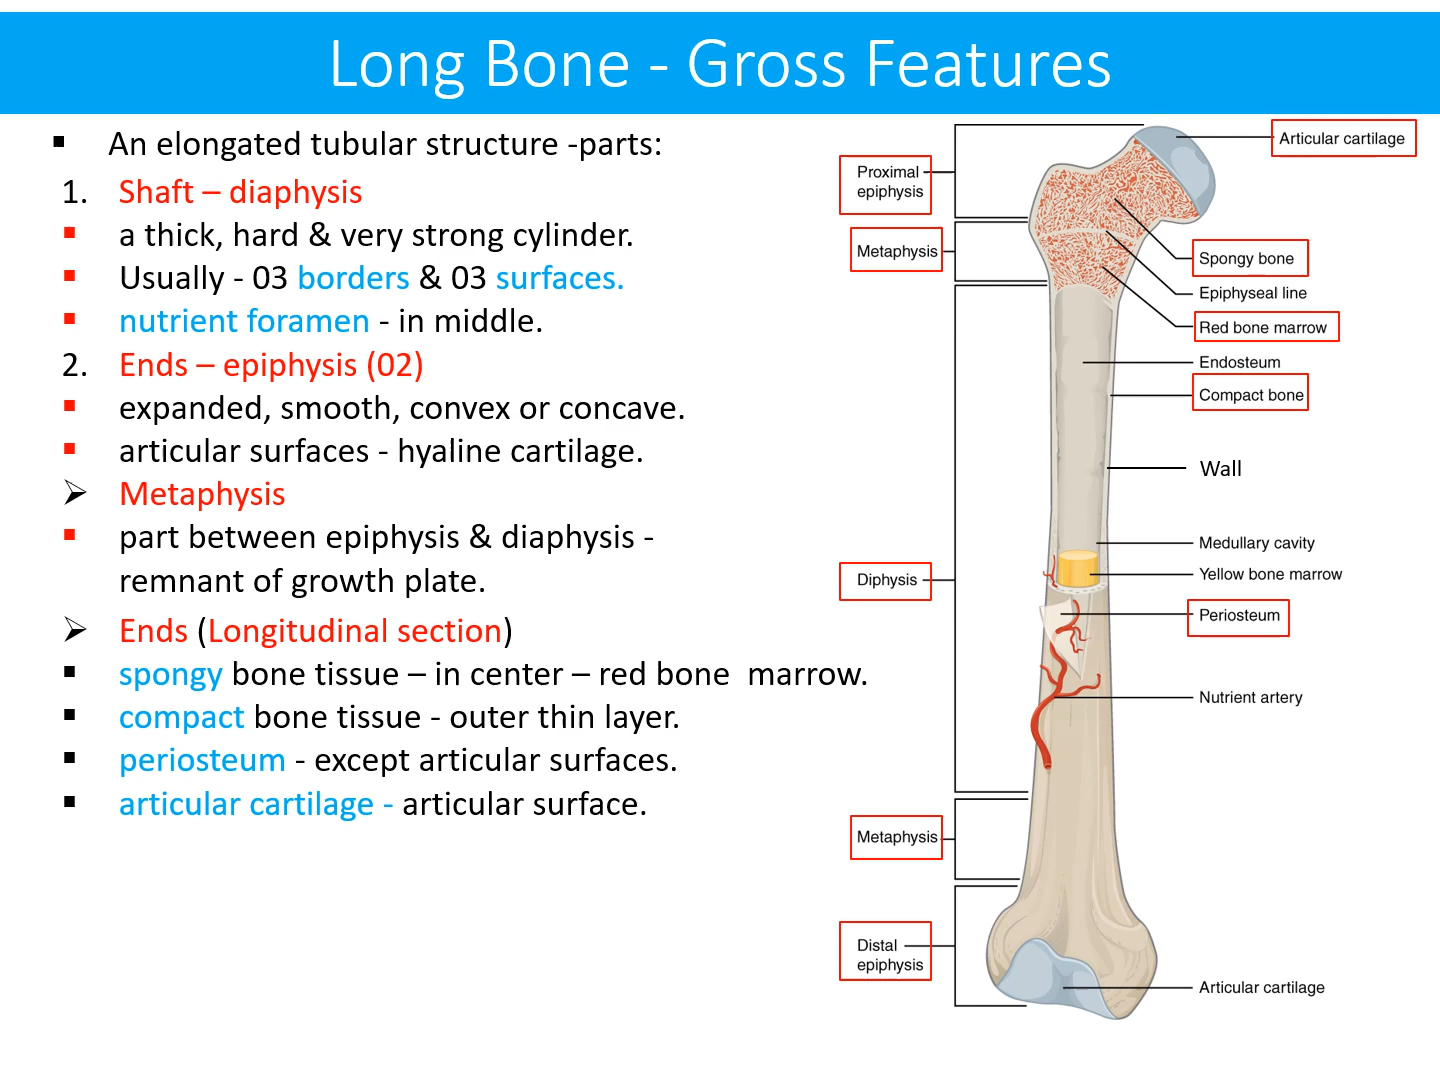 Long Bone - Gross Features
▪ An elongated tubular structure -parts:
1. Shaft – diaphysis
▪ a thick, hard & very strong cylinder.
▪ Usually - 03 borders & 03 surfaces.
▪ nutrient foramen - in middle.
2. Ends – epiphysis (02)
▪ expanded, smooth, convex or concave.
▪ articular surfaces - hyaline cartilage.
➢ Metaphysis
▪ part between epiphysis & diaphysis -
remnant of growth plate.
➢ Ends (Longitudinal section)
▪ spongy bone tissue – in center – red bone marrow.
▪ compact bone tissue - outer thin layer.
▪ periosteum - except articular surfaces.
▪ articular cartilage - articular surface.
Proximal
epiphysis
Metaphysis
Diphysis
Metaphysis
Distal
epiphysis
Articular cartilage
Spongy bone
Epiphyseal line
Red bone marrow
Endosteum
Compact bone
Wall
Medullary cavity
Yellow bone marrow
Periosteum
Nutrient artery
Articular cartilage